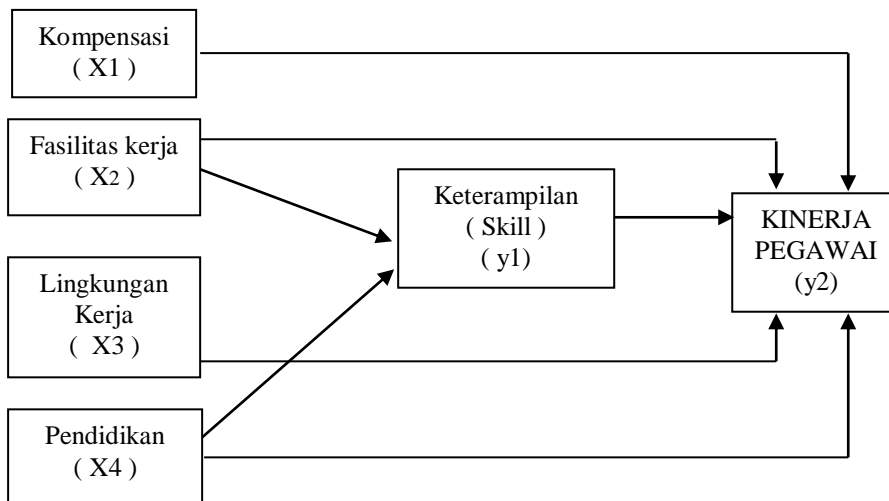 Kompensasi
( X1 )
Fasilitas kerja
( X2 )
Lingkungan
Kerja
( X3 )
Pendidikan
( X4 )
Keterampilan
( Skill )
( y1)
KINERJA
PEGAWAI
(y2)